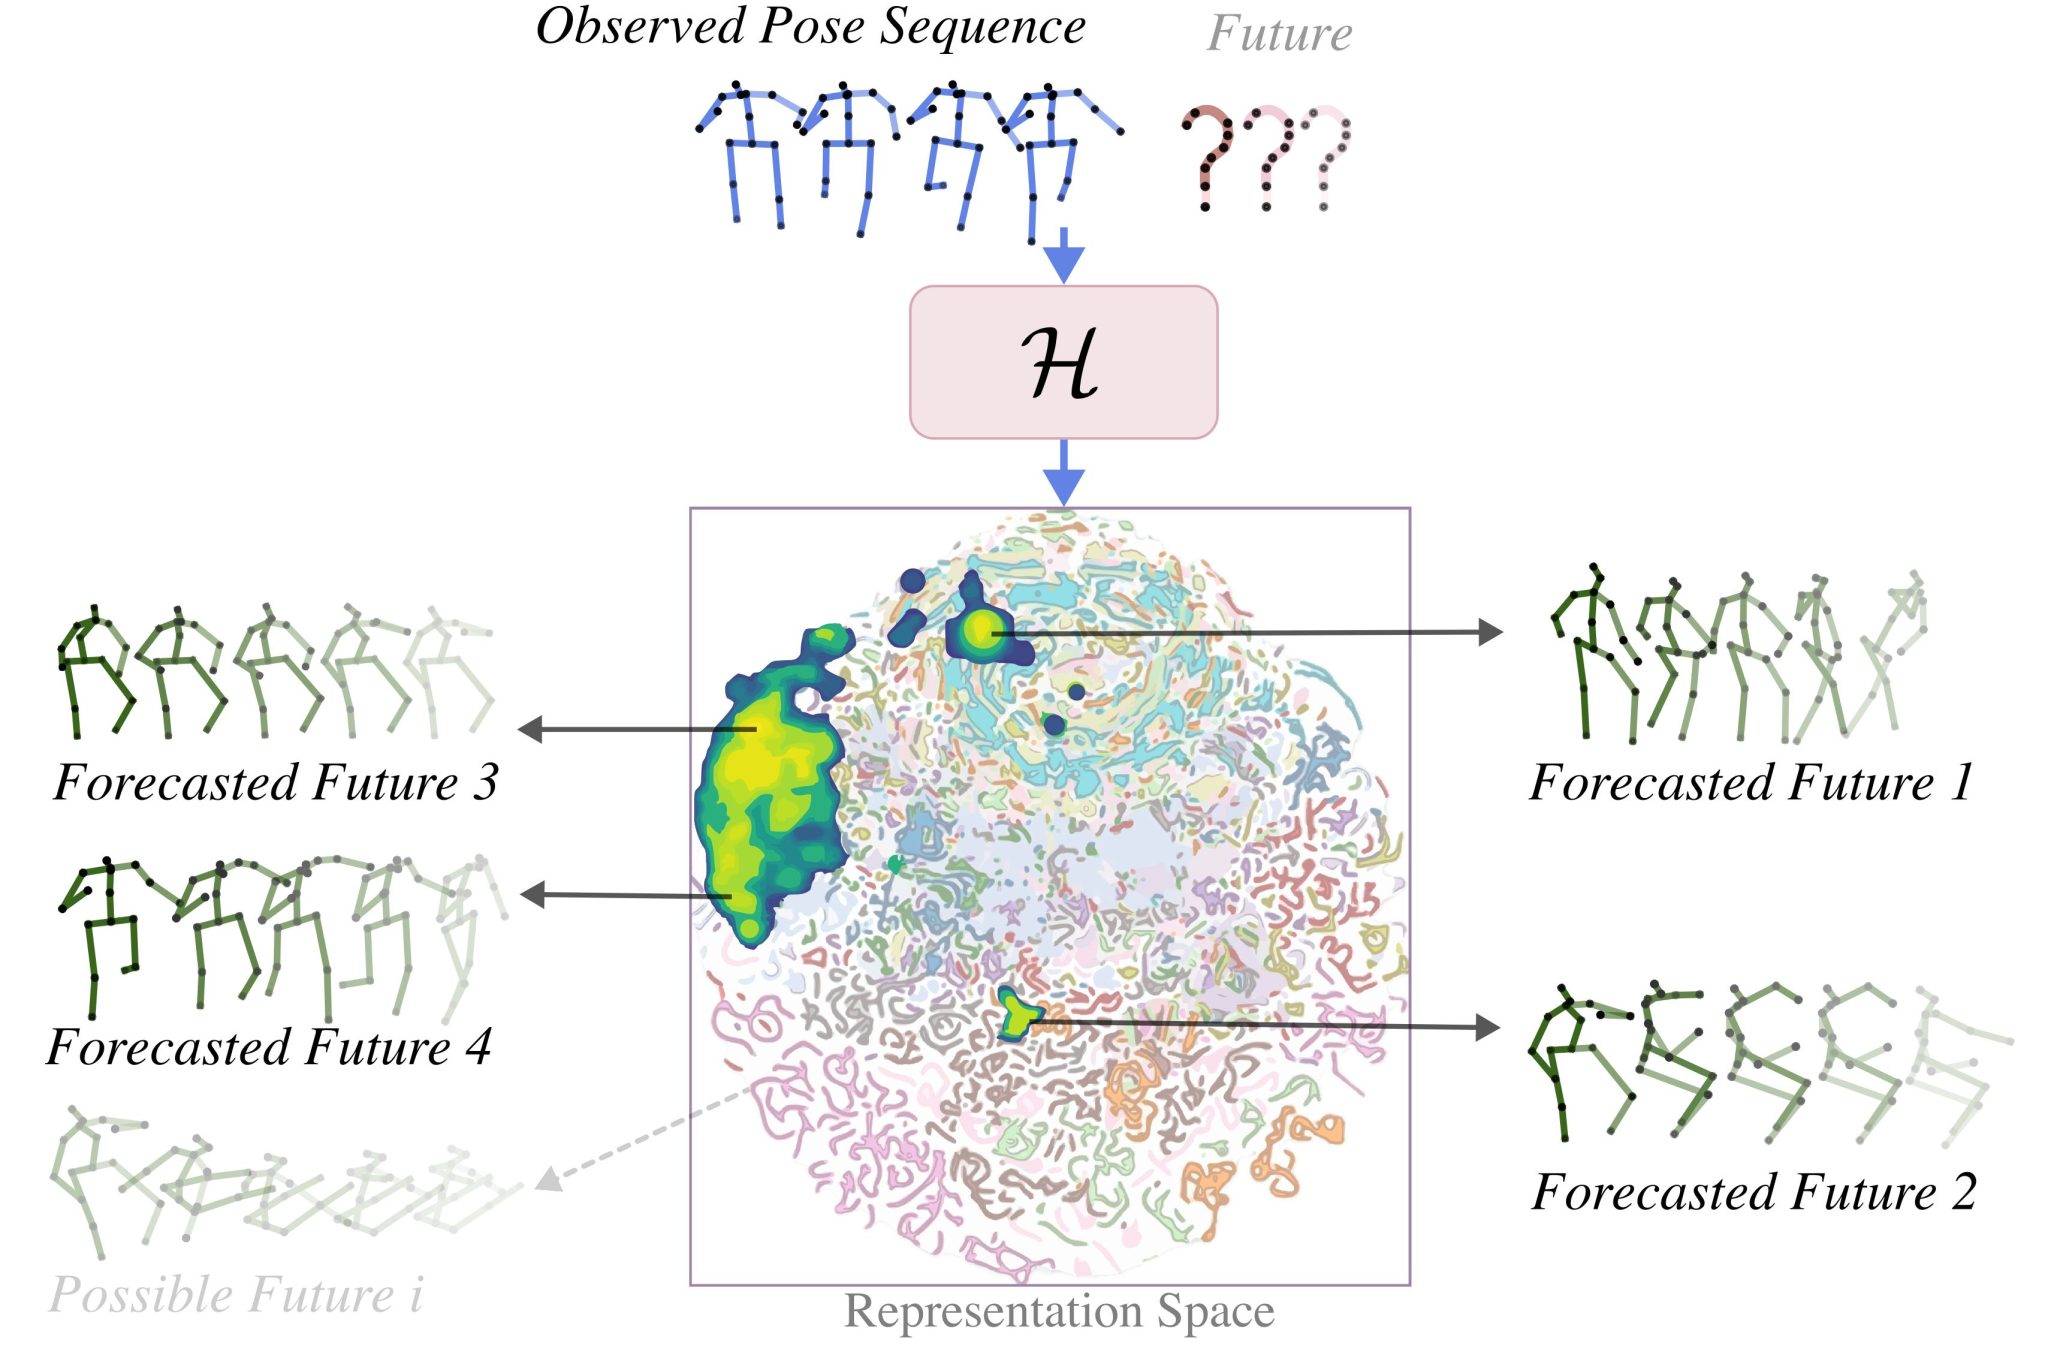 Observed Pose Sequence
Future
ℋ
Forecasted Future 3
Forecasted Future 1
Forecasted Future 4
Forecasted Future 2
Possible Future i
Representation Space